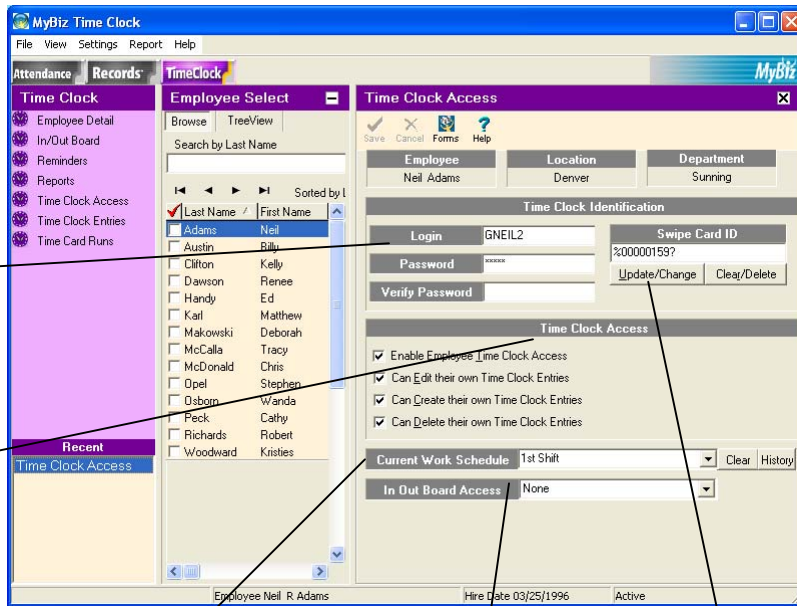 MyBiz Time Clock
File View Settings Report Help
Attendance Records TimeClock MyBiz
Time Clock
Employee Detail
In/Out Board
Reminders
Reports
Time Clock Access
Time Clock Entries
Time Card Runs
Recent
Time Clock Access
Employee Select
Browse TreeView
Search by Last Name
Sorted by L
Last Name First Name
Adams Neil
Austin Billy
Clifton Kelly
Dawson Renee
Handy Ed
Karl Matthew
Makowski Deborah
McCalla Tracy
McDonald Chris
Opel Stephen
Osborn Wanda
Peck Cathy
Richards Robert
Woodward Kristies
Time Clock Access
Save Cancel Forms Help
Employee Location Department
Neil Adams Denver Sunning
Time Clock Identification
Login GNEIL2
Password *****
Verify Password
Swipe Card ID
%00000159?
Update/Change Clear/Delete
Time Clock Access
Enable Employee Time Clock Access
Can Edit their own Time Clock Entries
Can Create their own Time Clock Entries
Can Delete their own Time Clock Entries
Current Work Schedule 1st Shift Clear History
In Out Board Access None
Employee Neil R Adams Hire Date 03/25/1996 Active